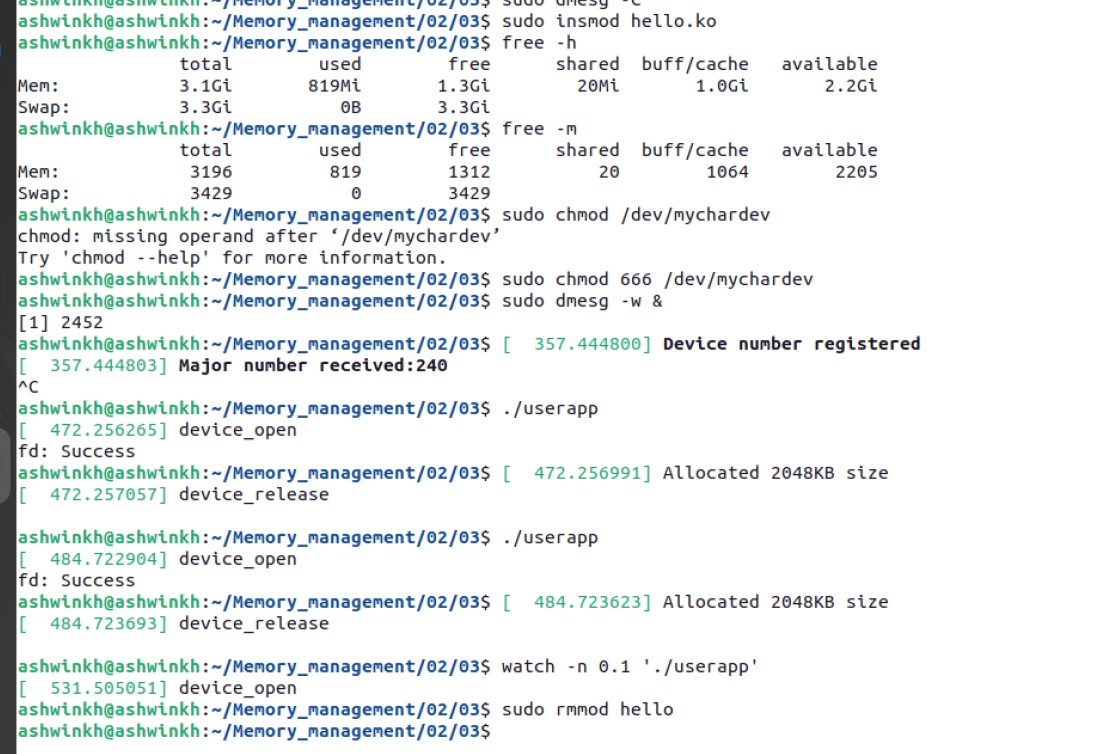 ashwinkh@ashwinkh:~/Memory_management/02/03$ sudo dmesg -C
ashwinkh@ashwinkh:~/Memory_management/02/03$ sudo insmod hello.ko
ashwinkh@ashwinkh:~/Memory_management/02/03$ free -h
               total        used        free      shared  buff/cache   available
Mem:           3.1Gi       819Mi       1.3Gi        20Mi       1.0Gi       2.2Gi
Swap:          3.3Gi          0B       3.3Gi
ashwinkh@ashwinkh:~/Memory_management/02/03$ free -m
               total        used        free      shared  buff/cache   available
Mem:            3196         819        1312          20        1064        2205
Swap:           3429           0        3429
ashwinkh@ashwinkh:~/Memory_management/02/03$ sudo chmod /dev/mychardev
chmod: missing operand after ‘/dev/mychardev’
Try 'chmod --help' for more information.
ashwinkh@ashwinkh:~/Memory_management/02/03$ sudo chmod 666 /dev/mychardev
ashwinkh@ashwinkh:~/Memory_management/02/03$ sudo dmesg -w &
[1] 2452
ashwinkh@ashwinkh:~/Memory_management/02/03$ [  357.444800] Device number registered
[  357.444803] Major number received:240
^C
ashwinkh@ashwinkh:~/Memory_management/02/03$ ./userapp
[  472.256265] device_open
fd: Success
ashwinkh@ashwinkh:~/Memory_management/02/03$ [  472.256991] Allocated 2048KB size
[  472.257057] device_release
ashwinkh@ashwinkh:~/Memory_management/02/03$ ./userapp
[  484.722904] device_open
fd: Success
ashwinkh@ashwinkh:~/Memory_management/02/03$ [  484.723623] Allocated 2048KB size
[  484.723693] device_release
ashwinkh@ashwinkh:~/Memory_management/02/03$ watch -n 0.1 './userapp'
[  531.505051] device_open
ashwinkh@ashwinkh:~/Memory_management/02/03$ sudo rmmod hello
ashwinkh@ashwinkh:~/Memory_management/02/03$